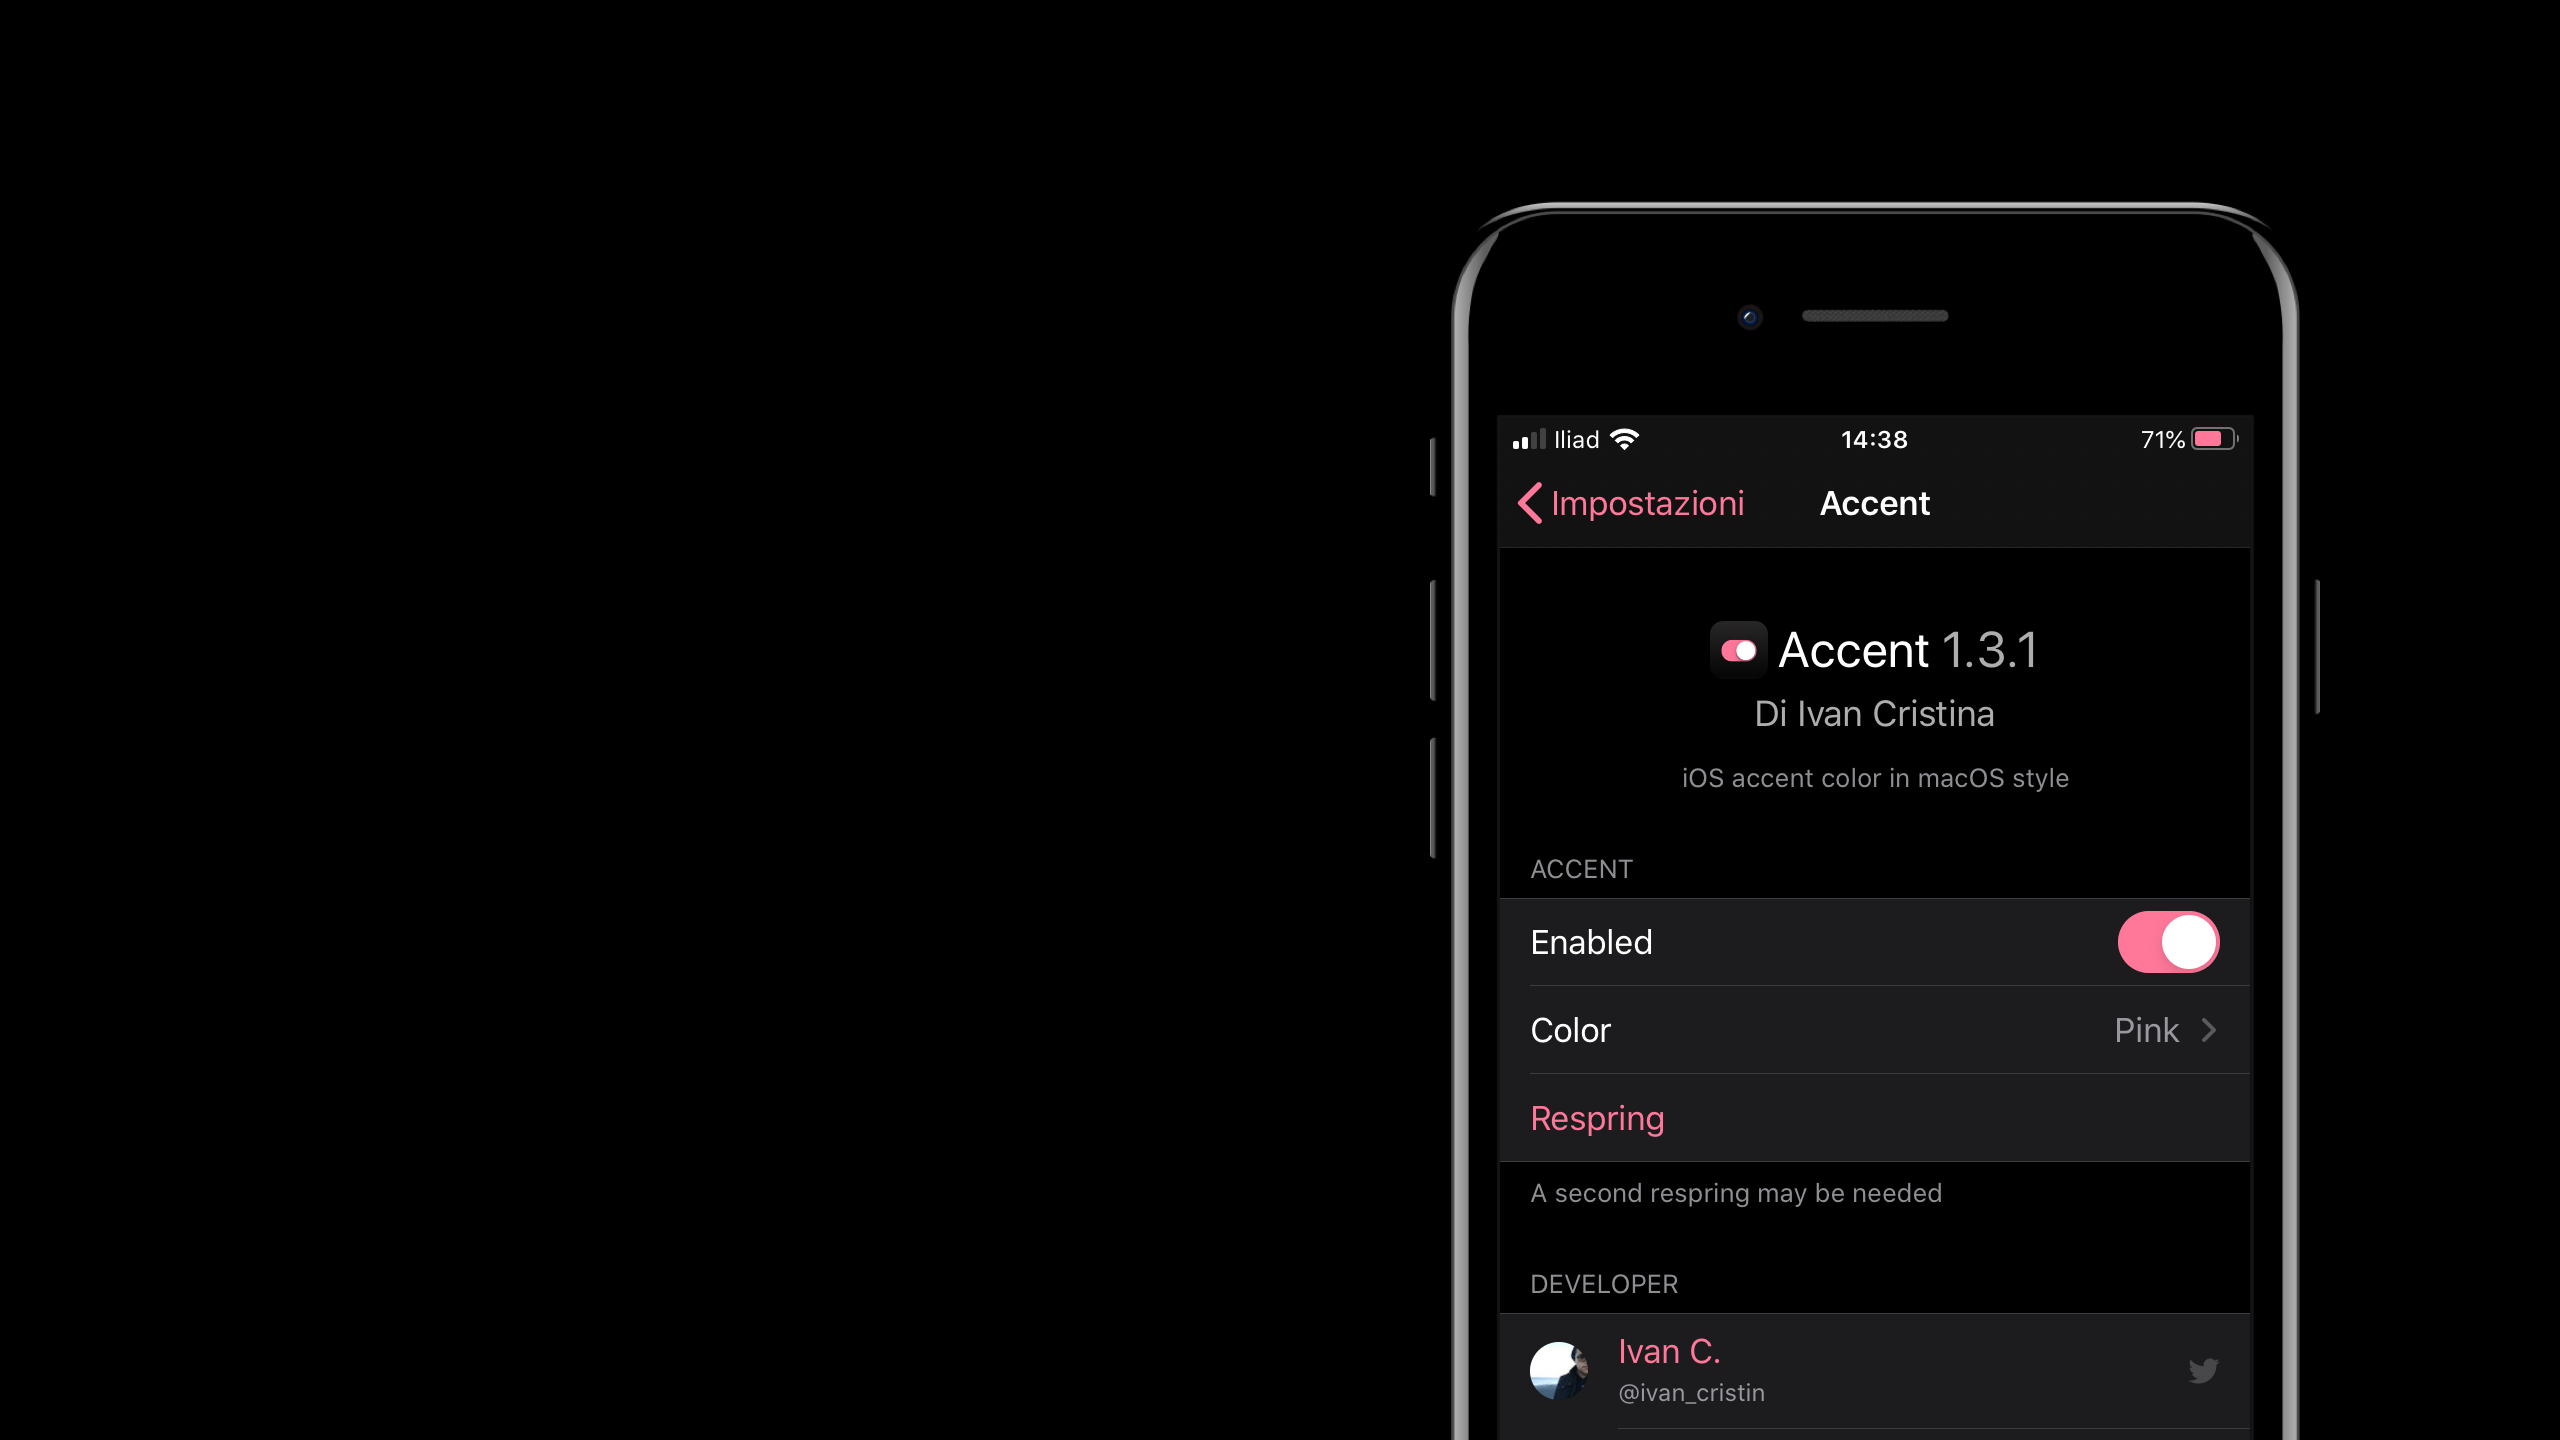 Iliad 14:38 71%
Impostazioni Accent
Accent 1.3.1
Di Ivan Cristina
iOS accent color in macOS style
ACCENT
Enabled
Color Pink
Respring
A second respring may be needed
DEVELOPER
Ivan C.
@ivan_cristin